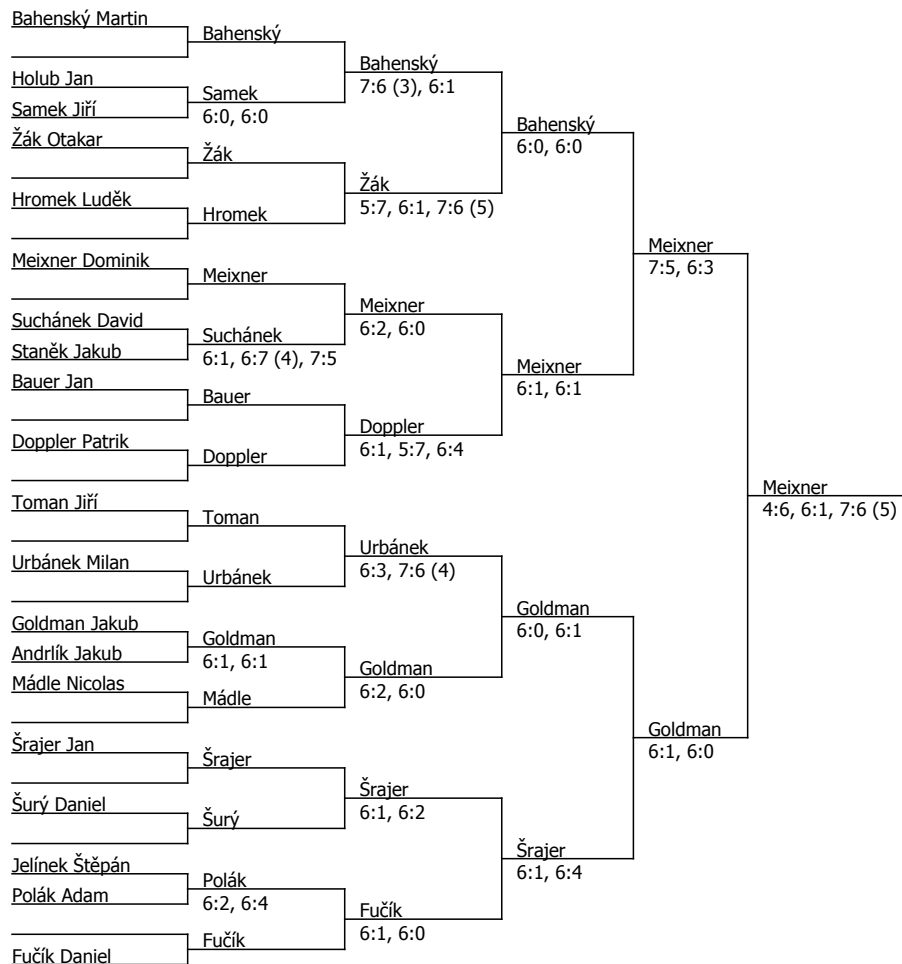 Bahenský Martin
Holub Jan
Samek Jiří
Žák Otakar
Hromek Luděk
Meixner Dominik
Suchánek David
Staněk Jakub
Bauer Jan
Doppler Patrik
Toman Jiří
Urbánek Milan
Goldman Jakub
Andrlík Jakub
Mádle Nicolas
Šrajer Jan
Šurý Daniel
Jelínek Štěpán
Polák Adam
Fučík Daniel
Bahenský
Samek
6:0, 6:0
Žák
Hromek
Meixner
Suchánek
6:1, 6:7 (4), 7:5
Bauer
Doppler
Toman
Urbánek
Goldman
6:1, 6:1
Mádle
Šrajer
Šurý
Polák
6:2, 6:4
Fučík
Bahenský
7:6 (3), 6:1
Žák
5:7, 6:1, 7:6 (5)
Meixner
6:2, 6:0
Doppler
6:1, 5:7, 6:4
Urbánek
6:3, 7:6 (4)
Goldman
6:2, 6:0
Šrajer
6:1, 6:2
Fučík
6:1, 6:0
Bahenský
6:0, 6:0
Meixner
6:1, 6:1
Goldman
6:0, 6:1
Šrajer
6:1, 6:4
Meixner
7:5, 6:3
Goldman
6:1, 6:0
Meixner
4:6, 6:1, 7:6 (5)